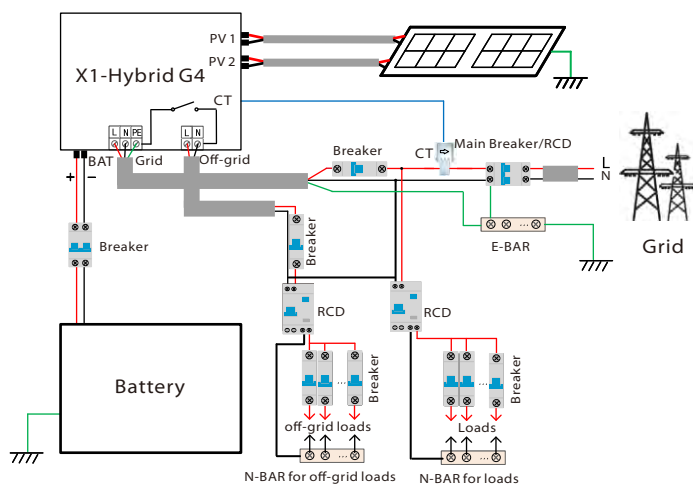 PV 1
PV 2
X1-Hybrid G4
CT
L N PE
L N
BAT
Grid
Off-grid
+
−
Breaker
CT
Main Breaker/RCD
L
N
Breaker
Breaker
E-BAR
Grid
RCD
RCD
Battery
...
Breaker
...
Breaker
off-grid loads
Loads
N-BAR for off-grid loads
N-BAR for loads